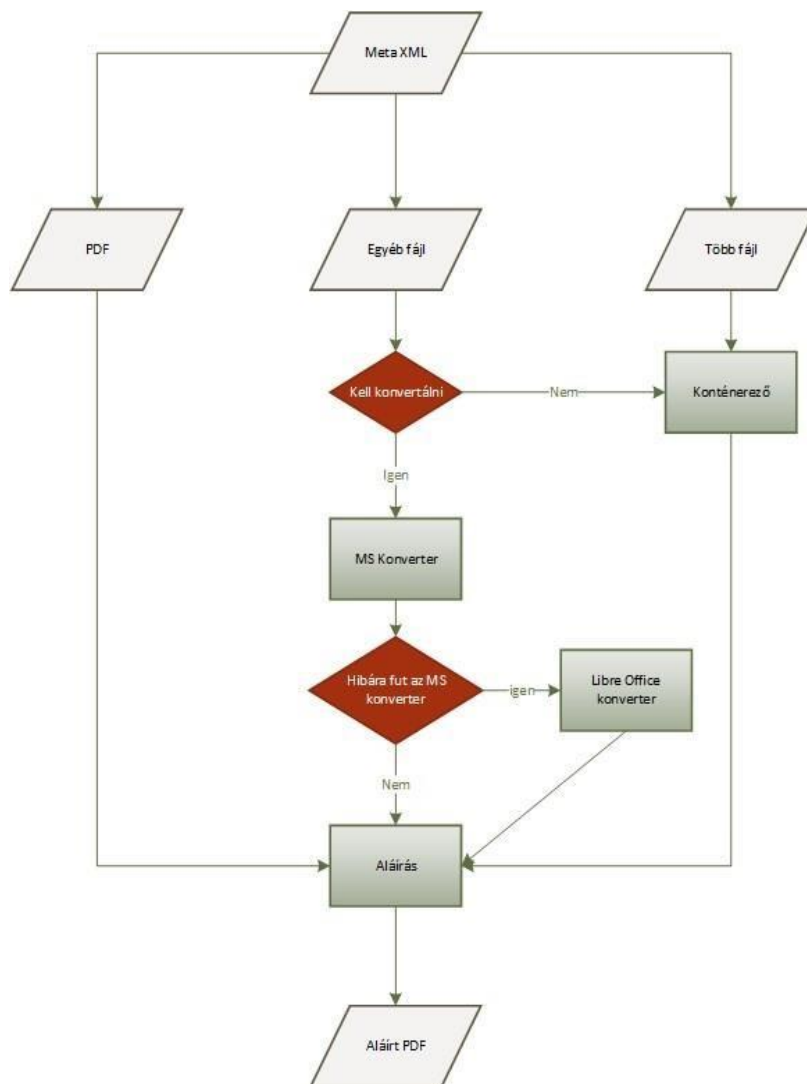 Meta XML
PDF
Egyéb fájl
Több fájl
Kell konvertálni
Nem
Konténerező
Igen
MS Konverter
Hibára fut az MS
konverter
igen
Libre Office
konverter
Nem
Aláírás
Aláírt PDF